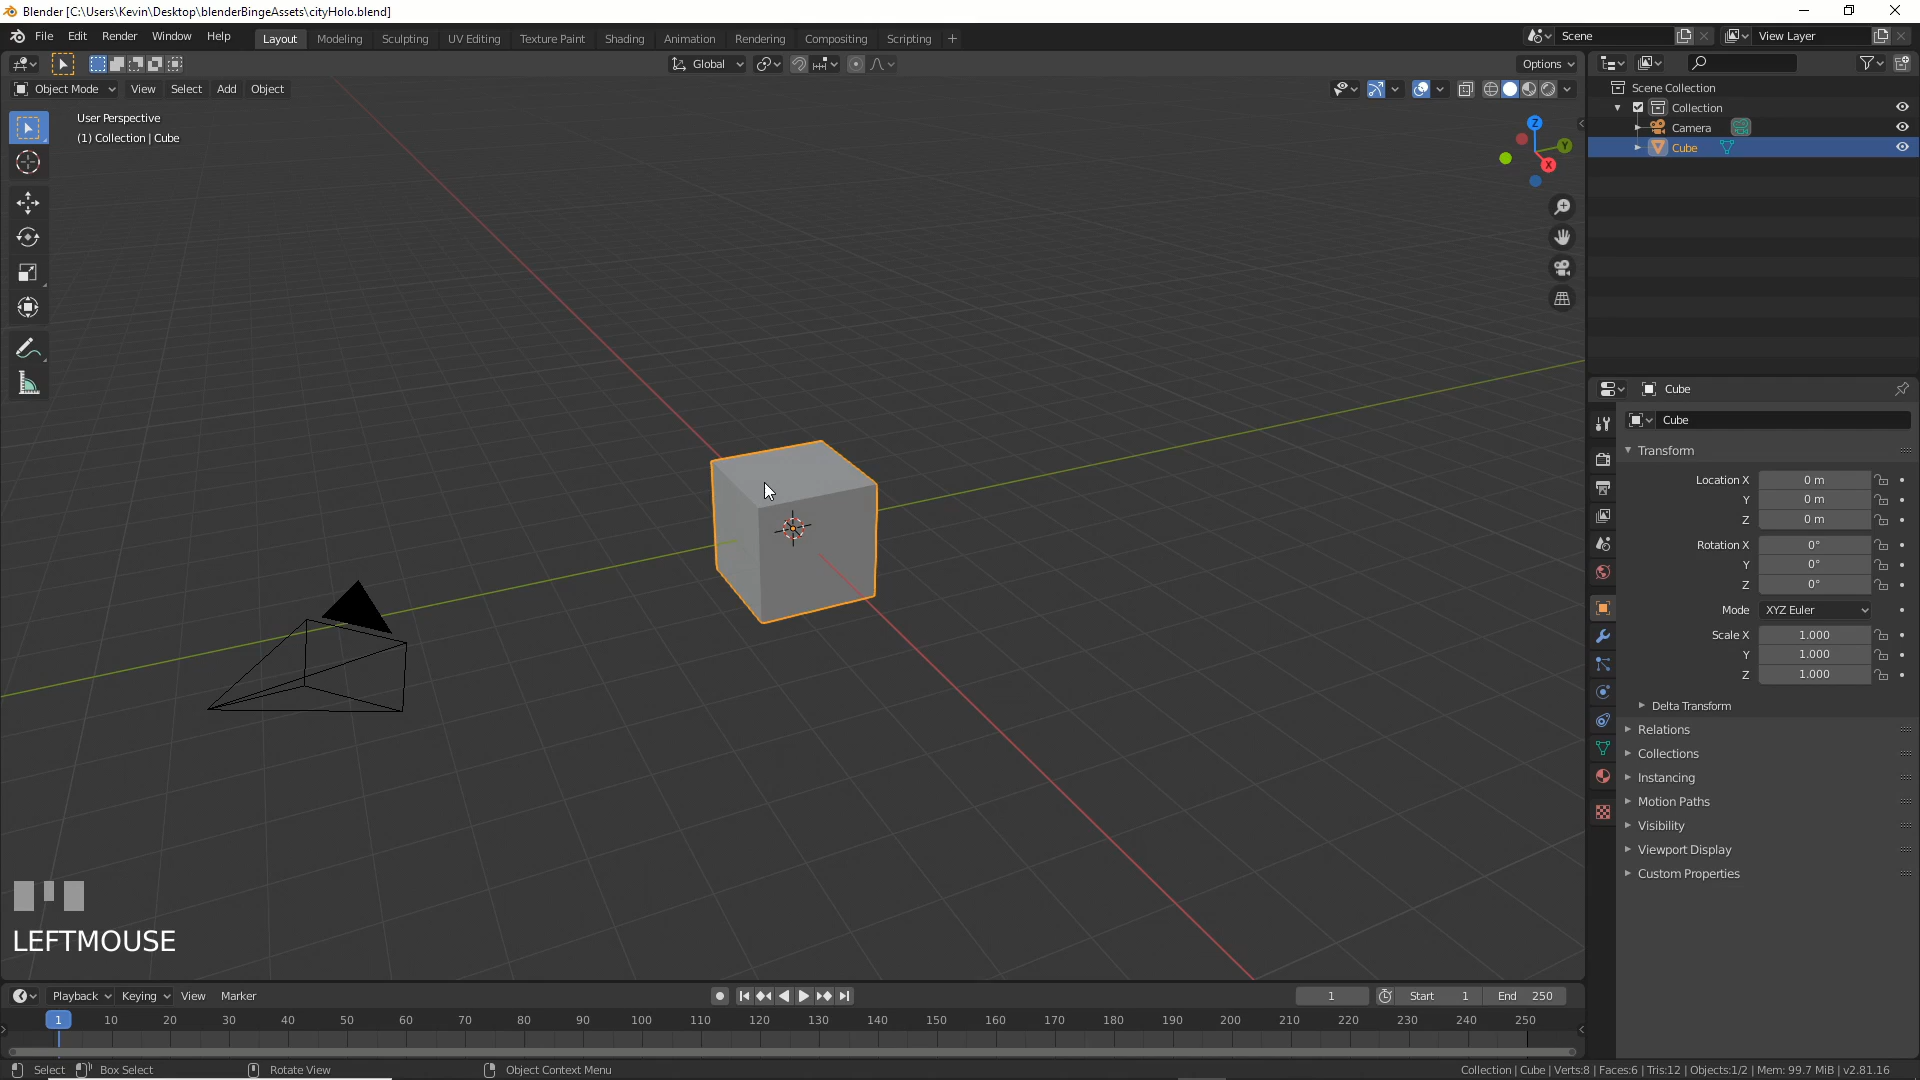 Blender [C:\Users\Kevin\Desktop\blenderBingeAssets\cityHolo.blend]
File Edit Render Window Help Layout Modeling Sculpting UV Editing Texture Paint Shading Animation Rendering Compositing Scripting + Scene View Layer
Global Options
Object Mode View Select Add Object
User Perspective
(1) Collection | Cube
Z
Y
X
Scene Collection
Collection
Camera
Cube
Cube
Cube
Transform
Location X 0 m
Y 0 m
Z 0 m
Rotation X 0°
Y 0°
Z 0°
Mode XYZ Euler
Scale X 1.000
Y 1.000
Z 1.000
Delta Transform
Relations
Collections
Instancing
Motion Paths
Visibility
Viewport Display
Custom Properties
LEFTMOUSE
Playback Keying View Marker 1 Start 1 End 250
1 10 20 30 40 50 60 70 80 90 100 110 120 130 140 150 160 170 180 190 200 210 220 230 240 250
Select Box Select Rotate View Object Context Menu Collection | Cube | Verts:8 | Faces:6 | Tris:12 | Objects:1/2 | Mem: 99.7 MiB | v2.81.16